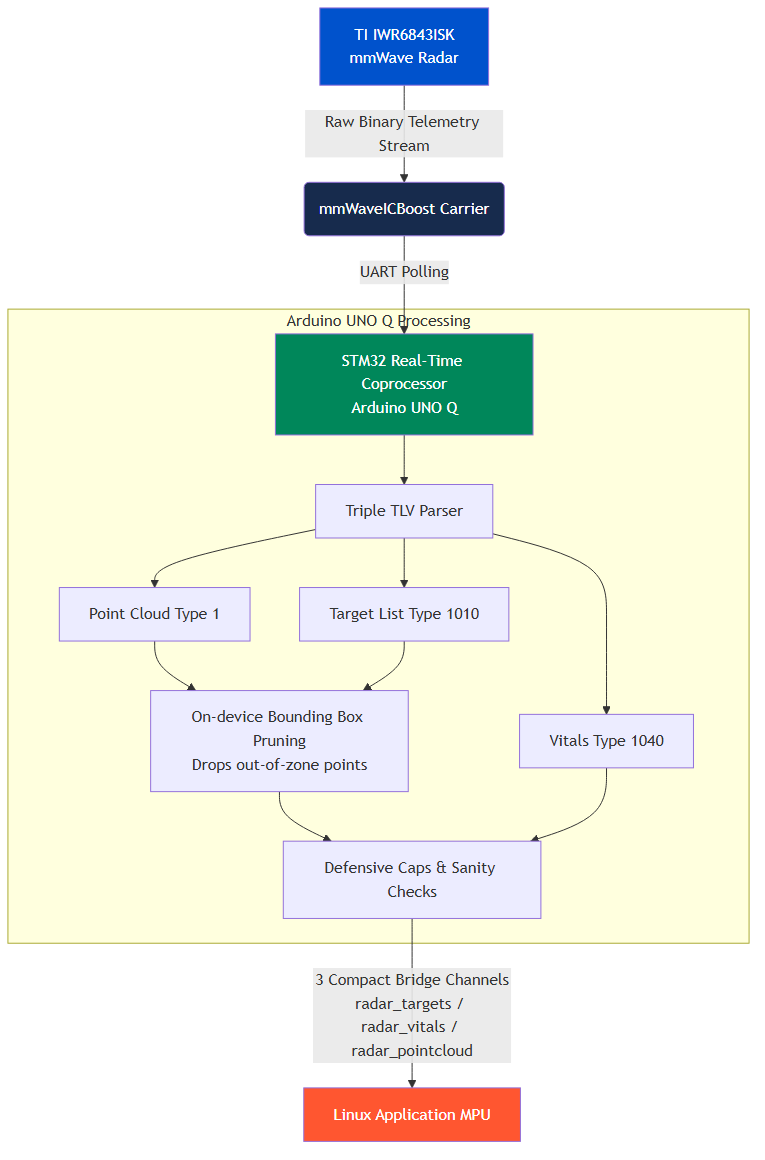 TI IWR6843ISK
mmWave Radar
Raw Binary Telemetry
Stream
mmWaveICBoost Carrier
UART Polling
Arduino UNO Q Processing
STM32 Real-Time
Coprocessor
Arduino UNO Q
Triple TLV Parser
Point Cloud Type 1
Target List Type 1010
On-device Bounding Box
Pruning
Drops out-of-zone points
Vitals Type 1040
Defensive Caps & Sanity
Checks
3 Compact Bridge Channels
radar_targets /
radar_vitals /
radar_pointcloud
Linux Application MPU